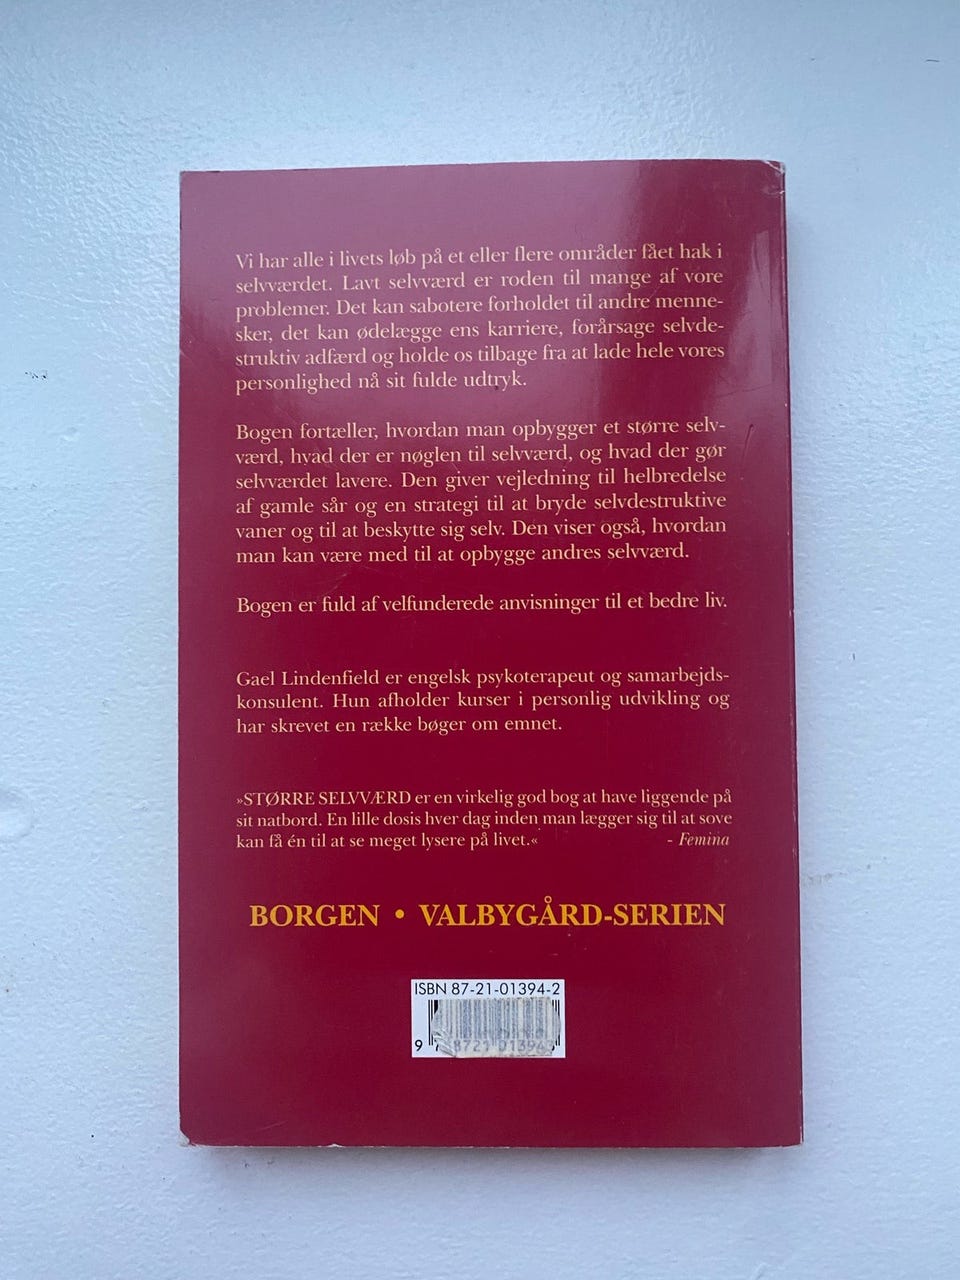 Vi har alle i livets løb på et eller flere områder fået hak i
selvværdet. Lavt selvværd er roden til mange af vore
problemer. Det kan sabotere forholdet til andre menne-
sker, det kan ødelægge ens karriere, forårsage selvde-
struktiv adfærd og holde os tilbage fra at lade hele vores
personlighed nå sit fulde udtryk.
Bogen fortæller, hvordan man opbygger et større selv-
værd, hvad der er nøglen til selvværd, og hvad der gør
selvværdet lavere. Den giver vejledning til helbredelse
af gamle sår og en strategi til at bryde selvdestruktive
vaner og til at beskytte sig selv. Den viser også, hvordan
man kan være med til at opbygge andres selvværd.
Bogen er fuld af velfunderede anvisninger til et bedre liv.
Gael Lindenfield er engelsk psykoterapeut og samarbejds-
konsulent. Hun afholder kurser i personlig udvikling og
har skrevet en række bøger om emnet.
»STØRRE SELVVÆRD er en virkelig god bog at have liggende på
sit natbord. En lille dosis hver dag inden man lægger sig til at sove
kan få én til at se meget lysere på livet.« - Femina
BORGEN • VALBYGÅRD-SERIEN
ISBN 87-21-01394-2
9 788721 013943